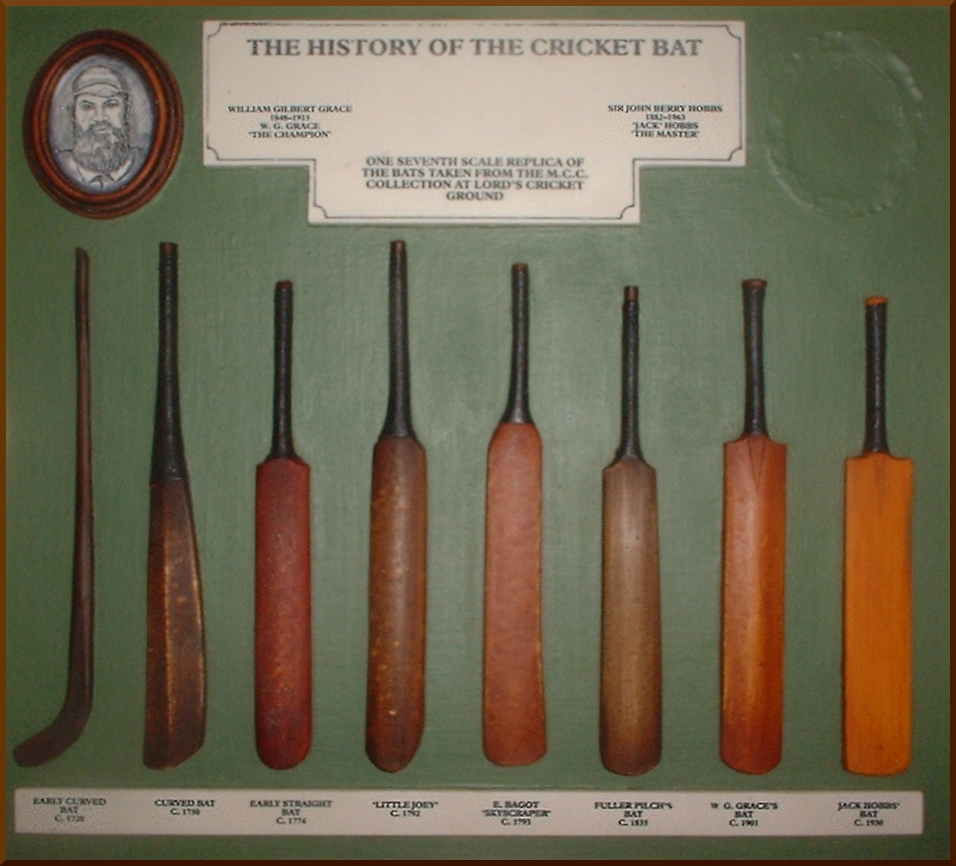 THE HISTORY OF THE CRICKET BAT
WILLIAM GILBERT GRACE
1848-1915
W. G. GRACE
'THE CHAMPION'
SIR JOHN BERRY HOBBS
1882-1963
'JACK' HOBBS
'THE MASTER'
ONE SEVENTH SCALE REPLICA OF
THE BATS TAKEN FROM THE M.C.C.
COLLECTION AT LORD'S CRICKET
GROUND
EARLY CURVED
BAT
C. 1720
CURVED BAT
C. 1750
EARLY STRAIGHT
BAT
C. 1774
'LITTLE JOEY'
C. 1792
E. BAGOT
'SKYSCRAPER'
C. 1793
FULLER PILCH'S
BAT
C. 1835
W G. GRACE'S
BAT
C. 1901
JACK HOBBS'
BAT
C. 1930